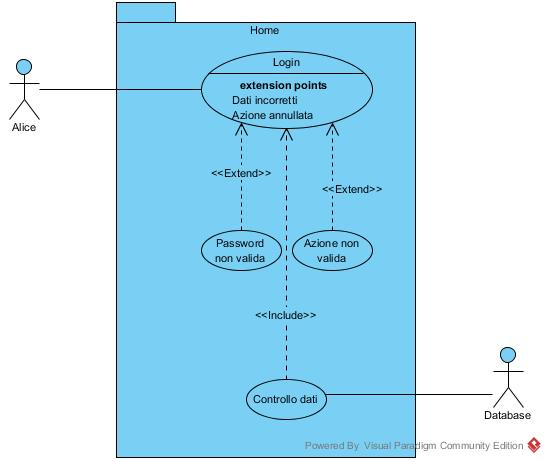 Home
Login
extension points
Dati incorretti
Azione annullata
Alice
<<Extend>>
<<Extend>>
Password
non valida
Azione non
valida
<<Include>>
Controllo dati
Database
Powered By Visual Paradigm Community Edition